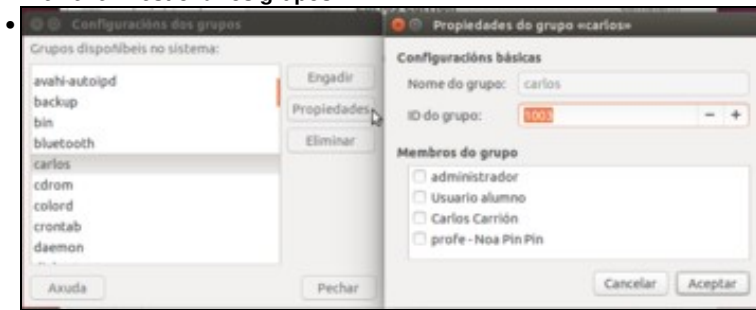 Configuracións dos grupos
Grupos dispoñíbeis no sistema:
avahi-autoipd
backup
bin
bluetooth
carlos
cdrom
colord
crontab
daemon
Engadir
Propiedades
Eliminar
Axuda
Pechar
Propiedades do grupo «carlos»
Configuracións básicas
Nome do grupo: carlos
ID do grupo: 1003
Membros do grupo
administrador
Usuario alumno
Carlos Carrión
profe - Noa Pin Pin
Cancelar
Aceptar